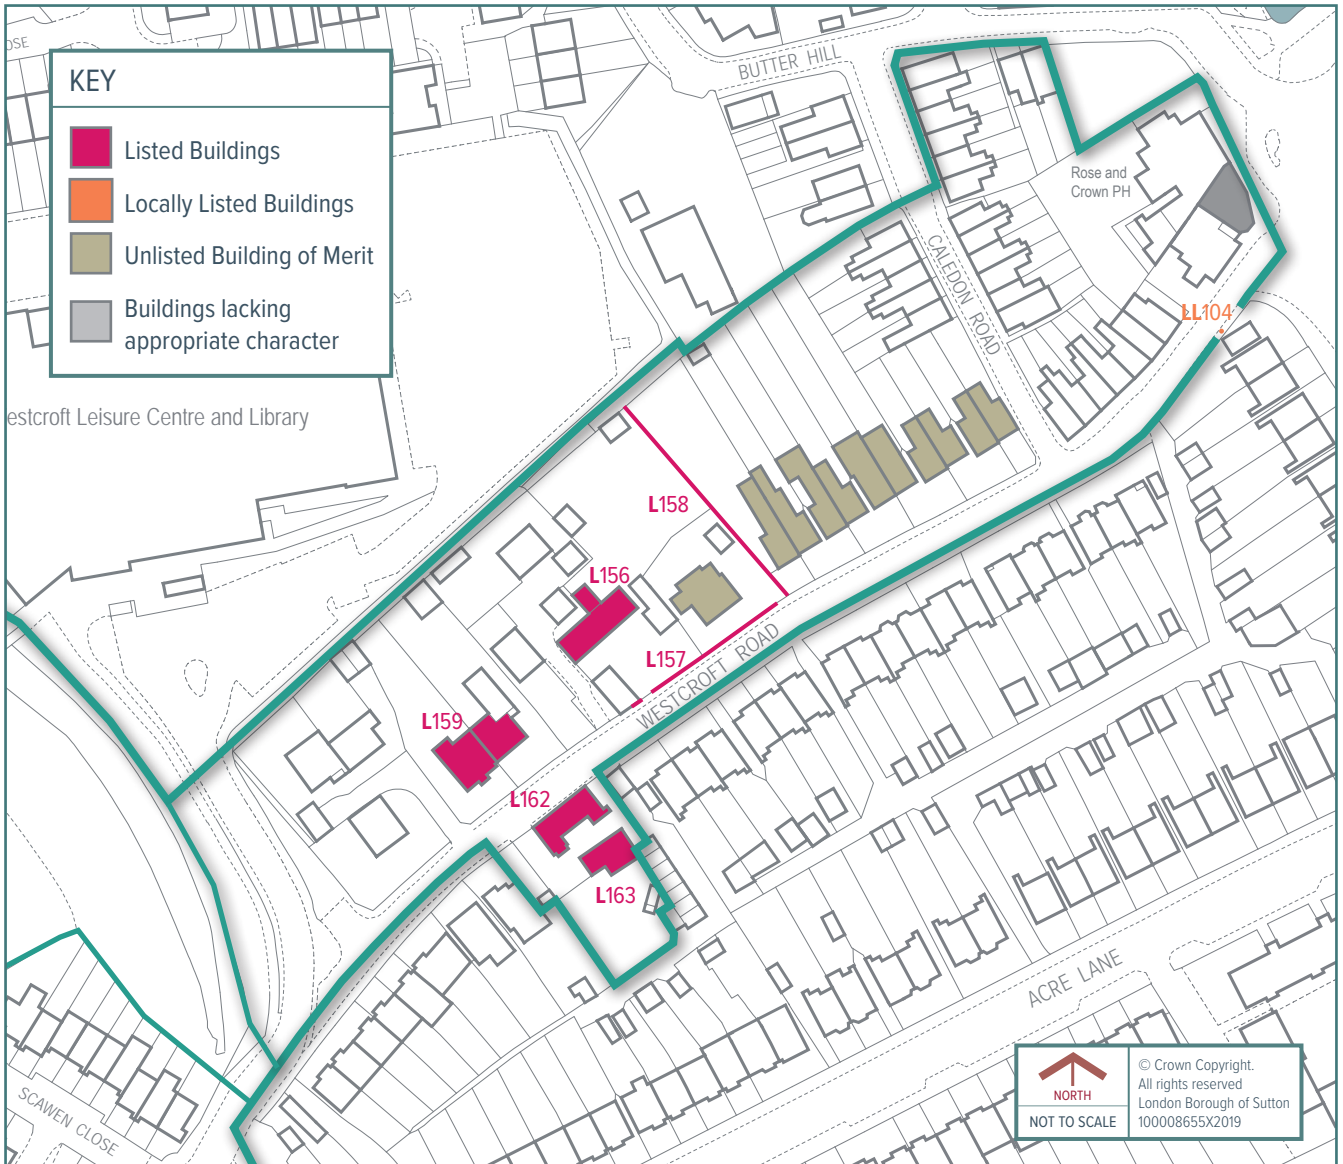 OSE
KEY
Listed Buildings
Locally Listed Buildings
Unlisted Building of Merit
Buildings lacking
appropriate character
BUTTER HILL
Rose and
Crown PH
CALEDON ROAD
LL104
estcroft Leisure Centre and Library
L158
L156
L157
WESTCROFT ROAD
L159
L162
L163
ACRE LANE
SCAWEN CLOSE
NORTH
NOT TO SCALE
© Crown Copyright.
All rights reserved
London Borough of Sutton
100008655X2019